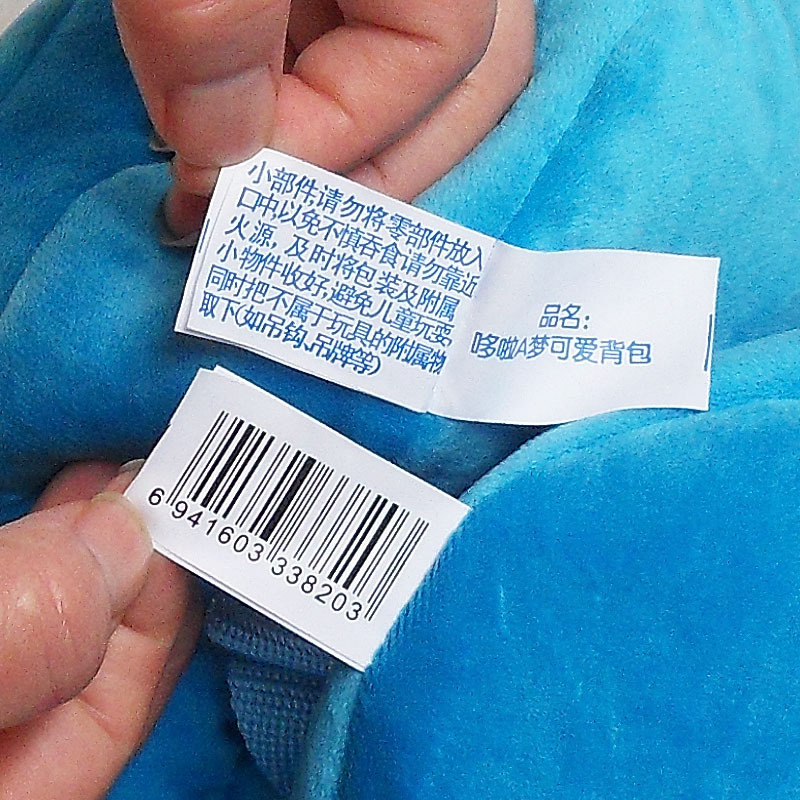 小部件,请勿将零部件放入
口中,以免不慎吞食,请勿靠近
火源，及时将包装及附属
小物件收好,避免儿童玩耍
同时把不属于玩具的附属物
取下(如吊钩、吊牌等)
品名：
哆啦A梦可爱背包
6 941603 338203